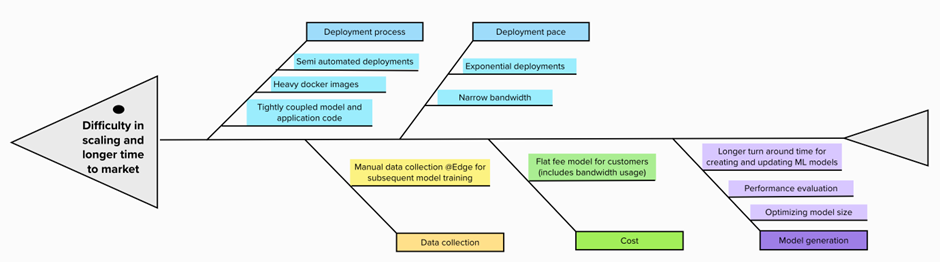 Deployment process
Semi automated deployments
Heavy docker images
Tightly coupled model and
application code
Deployment pace
Exponential deployments
Narrow bandwidth
Difficulty in
scaling and
longer time
to market
Manual data collection @Edge for
subsequent model training
Data collection
Flat fee model for customers
(includes bandwidth usage)
Cost
Longer turn around time for
creating and updating ML models
Performance evaluation
Optimizing model size
Model generation